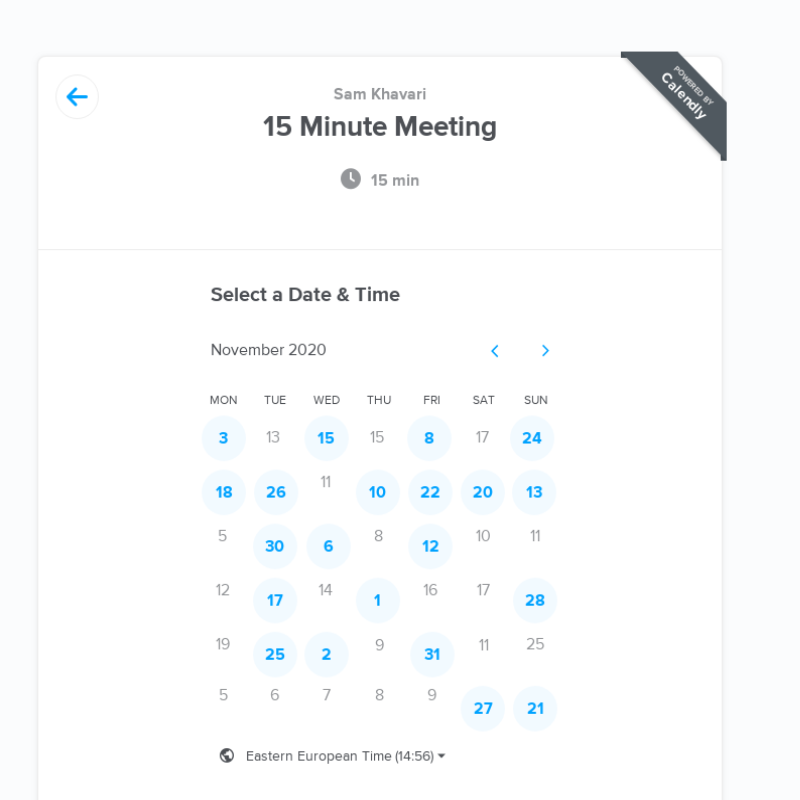 POWERED BY
Calendly
Sam Khavari
15 Minute Meeting
15 min
Select a Date & Time
November 2020
MON TUE WED THU FRI SAT SUN
3 13 15 15 8 17 24
18 26 11 10 22 20 13
5 30 6 8 12 10 11
12 17 14 1 16 17 28
19 25 2 9 31 11 25
5 6 7 8 9 27 21
Eastern European Time (14:56)